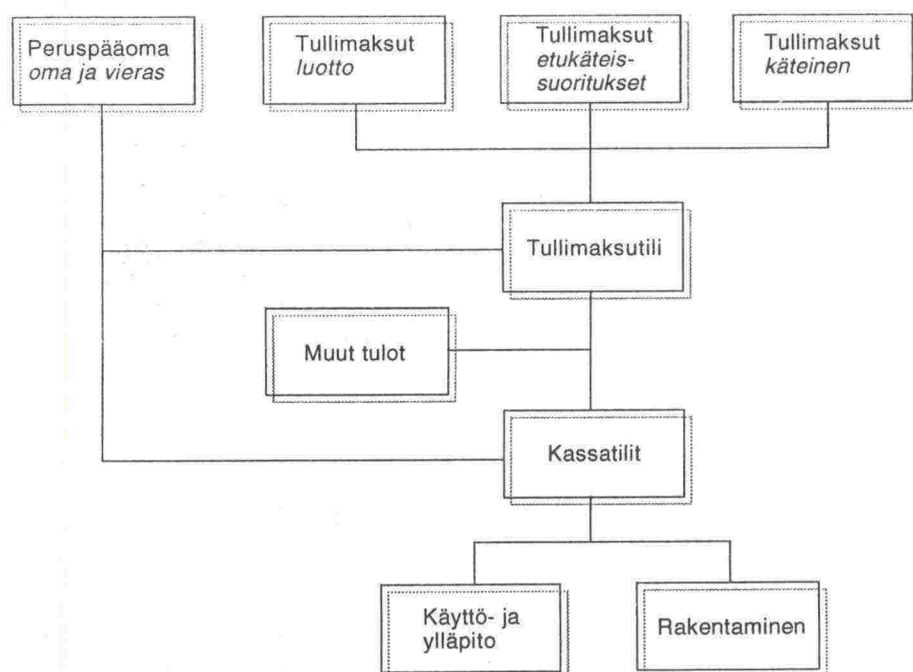 Peruspääoma
oma ja vieras
Tullimaksut
luotto
Tullimaksut
etukäteis-
suoritukset
Tullimaksut
käteinen
Tullimaksutili
Muut tulot
Kassatilit
Käyttö- ja
ylläpito
Rakentaminen